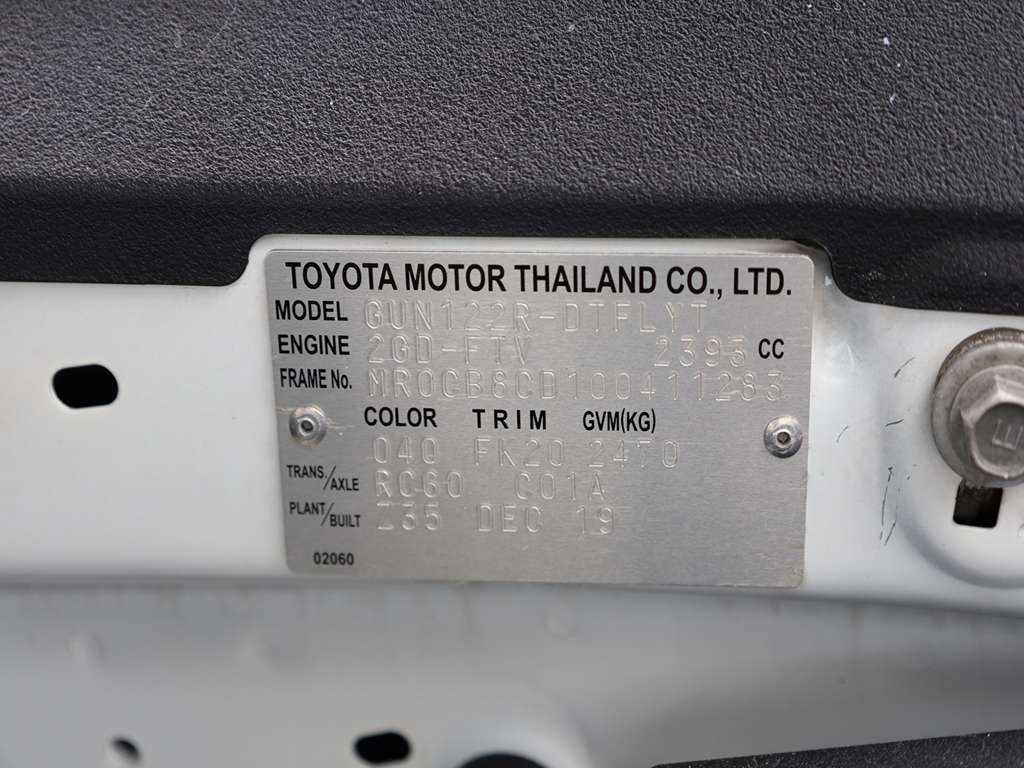 TOYOTA MOTOR THAILAND CO., LTD.
MODEL GUN122R-DTFLYT
ENGINE 2GD-FTV 2393 CC
FRAME No. MR0CB8CD100411283
COLOR TRIM GVM(KG)
040 FK20 2470
TRANS./AXLE RC60 C01A
PLANT/BUILT Z35 DEC 19
02060